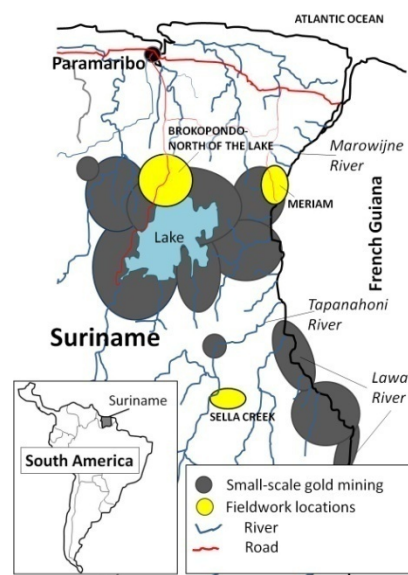 ATLANTIC OCEAN
Paramaribo
BROKOPONDO-
NORTH OF THE LAKE
Marowijne
River
MERIAM
Lake
French Guiana
Tapanahoni
River
Suriname
Lawa
River
SELLA CREEK
Suriname
South America
Small-scale gold mining
Fieldwork locations
River
Road